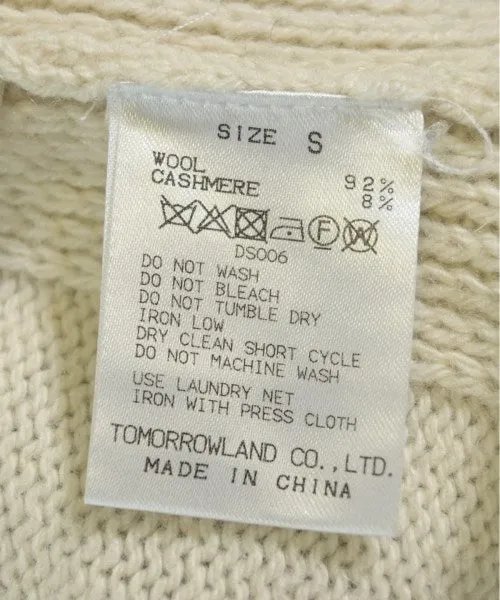 SIZE S
WOOL 92%
CASHMERE 8%
F W
DS006
DO NOT WASH
DO NOT BLEACH
DO NOT TUMBLE DRY
IRON LOW
DRY CLEAN SHORT CYCLE
DO NOT MACHINE WASH
USE LAUNDRY NET
IRON WITH PRESS CLOTH
TOMORROWLAND CO.,LTD.
MADE IN CHINA